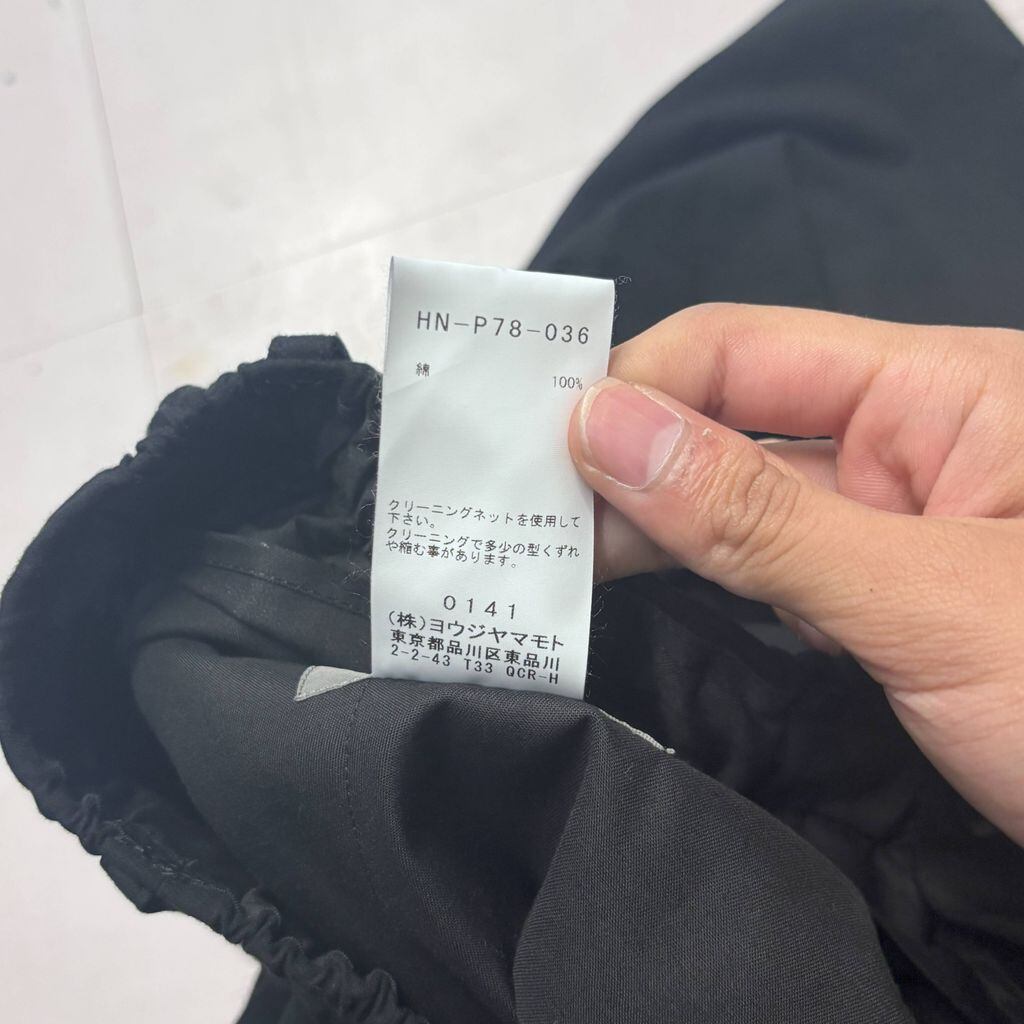 HN-P78-036
綿 100%
クリーニングネットを使用して
下さい。
クリーニングで多少の型くずれ
や縮む事があります。
0141
(株)ヨウジヤマモト
東京都品川区東品川
2-2-43 T33 QCR-H